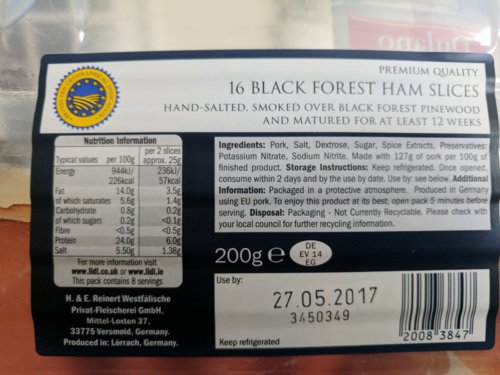 Dulano
PROTECTED GEOGRAPHICAL
PREMIUM QUALITY
16 BLACK FOREST HAM SLICES
HAND-SALTED, SMOKED OVER BLACK FOREST PINEWOOD
AND MATURED FOR AT LEAST 12 WEEKS
Nutrition Information
Typical values per 100g per 2 slices approx. 25g
Energy 944kJ/ 236kJ/
226kcal 57kcal
Fat 14.0g 3.5g
of which saturates 5.6g 1.4g
Carbohydrate 0.8g 0.2g
of which sugars 0.2g <0.1g
Fibre <0.5g <0.5g
Protein 24.0g 6.0g
Salt 5.50g 1.38g
For more information visit
www.lidl.co.uk or www.lidl.ie
This pack contains 8 servings
H. & E. Reinert Westfälische
Privat-Fleischerei GmbH,
Mittel-Loxten 37,
33775 Versmold, Germany.
Produced in: Lörrach, Germany.
Ingredients: Pork, Salt, Dextrose, Sugar, Spice Extracts, Preservatives:
Potassium Nitrate, Sodium Nitrite. Made with 127g of pork per 100g of
finished product. Storage Instructions: Keep refrigerated. Once opened,
consume within 2 days and by the use by Date. Use by: see below. Additional
Information: Packaged in a protective atmosphere. Produced in Germany
using EU pork. To enjoy this product at its best, open pack 5 minutes before
serving. Disposal: Packaging - Not Currently Recyclable. Please check with
your local council for further recycling information.
200g e
DE
EV 14
EG
Use by:
27.05.2017
3450349
Keep refrigerated
2008 3847